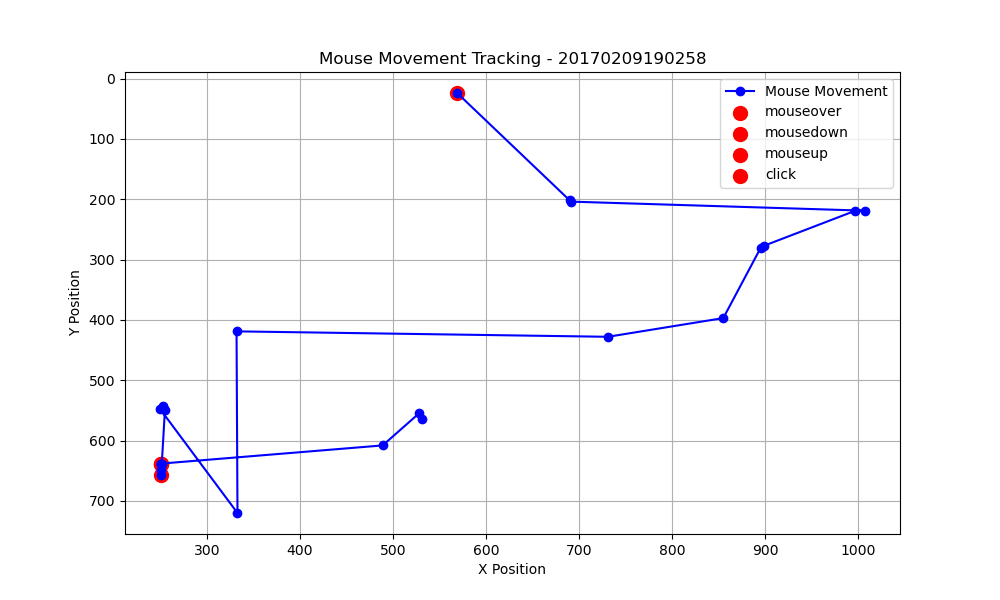 Mouse Movement Tracking - 20170209190258
Mouse Movement
mouseover
mousedown
mouseup
click
0
100
200
300
400
500
600
700
Y Position
300
400
500
600
700
800
900
1000
X Position